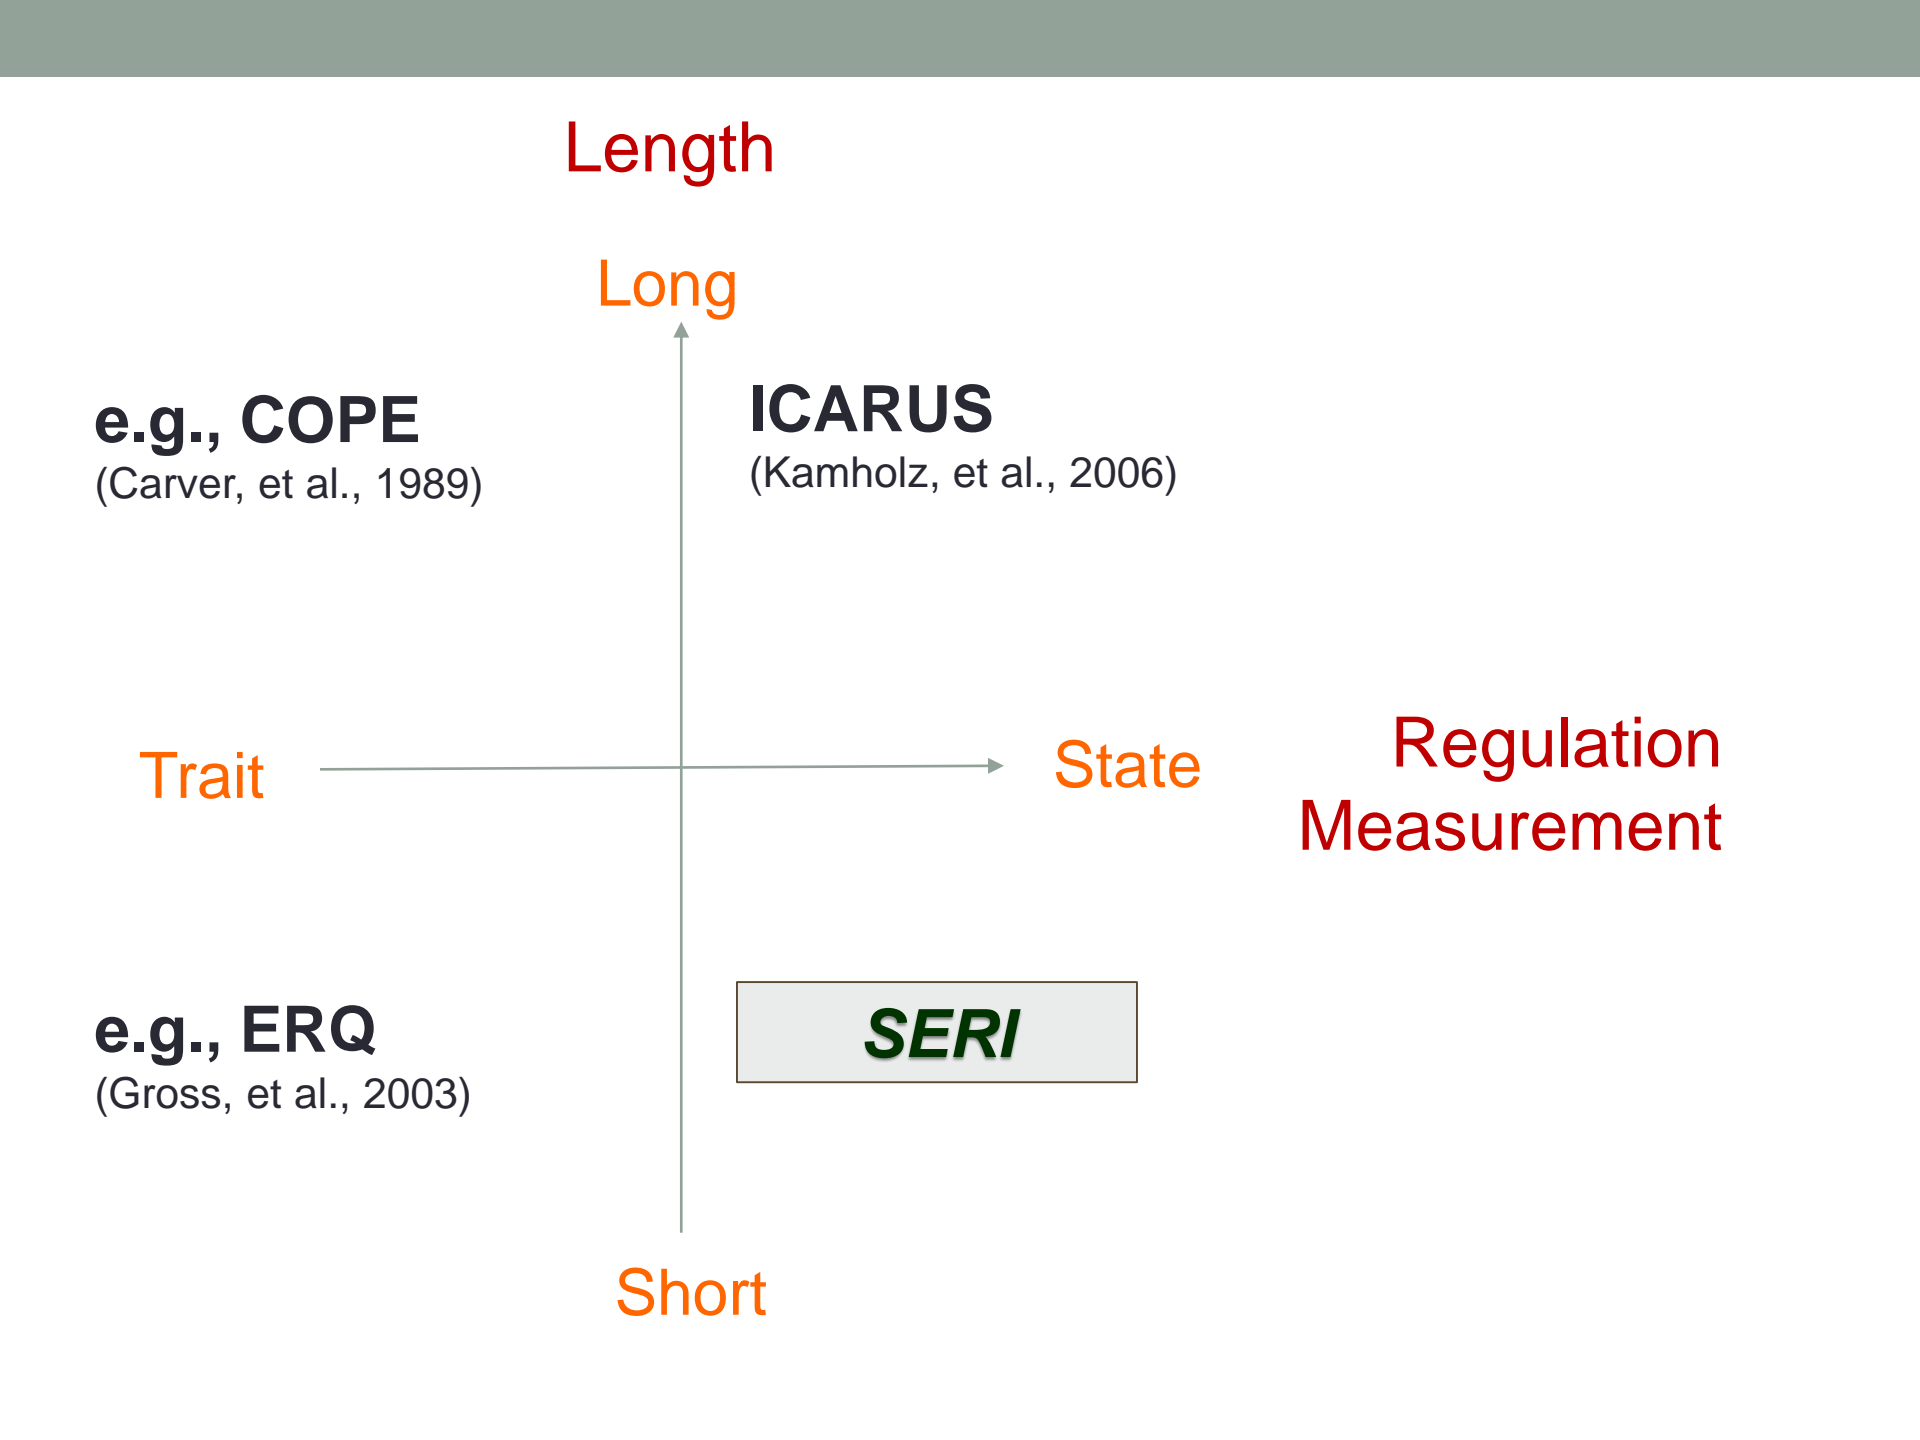 Length
Long
e.g., COPE
(Carver, et al., 1989)
ICARUS
(Kamholz, et al., 2006)
Trait
State
Regulation
Measurement
e.g., ERQ
(Gross, et al., 2003)
SERI
Short